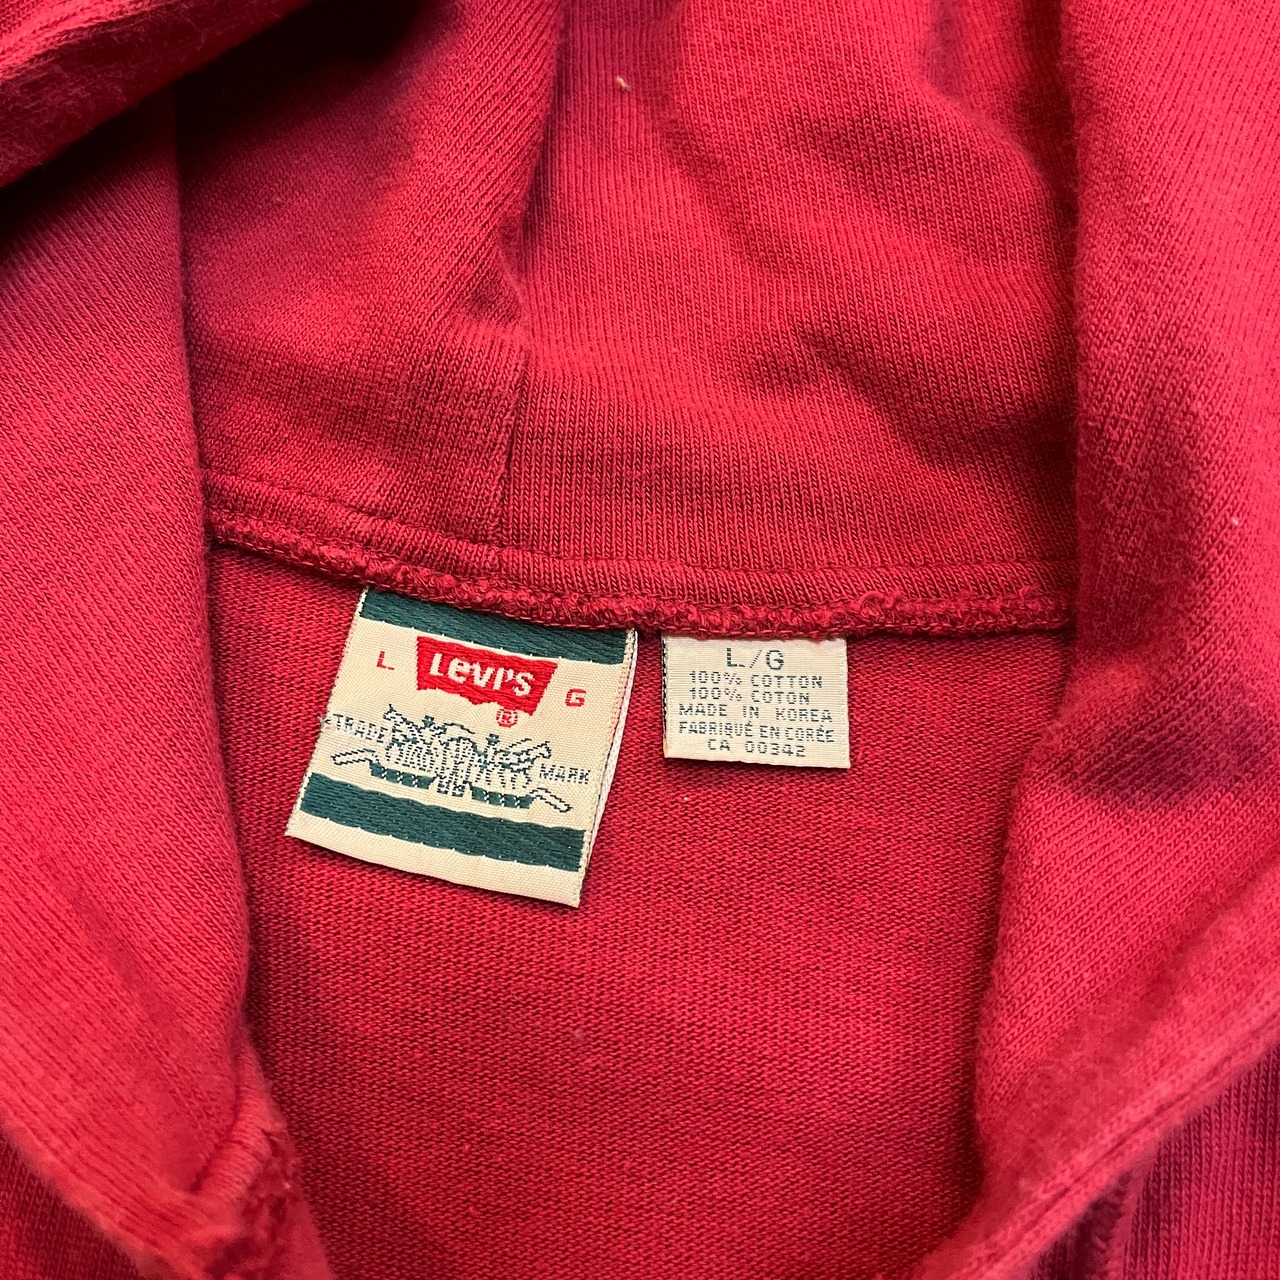 L LEVI'S G
®
TRADE MARK
L/G
100% COTTON
100% COTON
MADE IN KOREA
FABRIQUÉ EN CORÉE
CA 00342